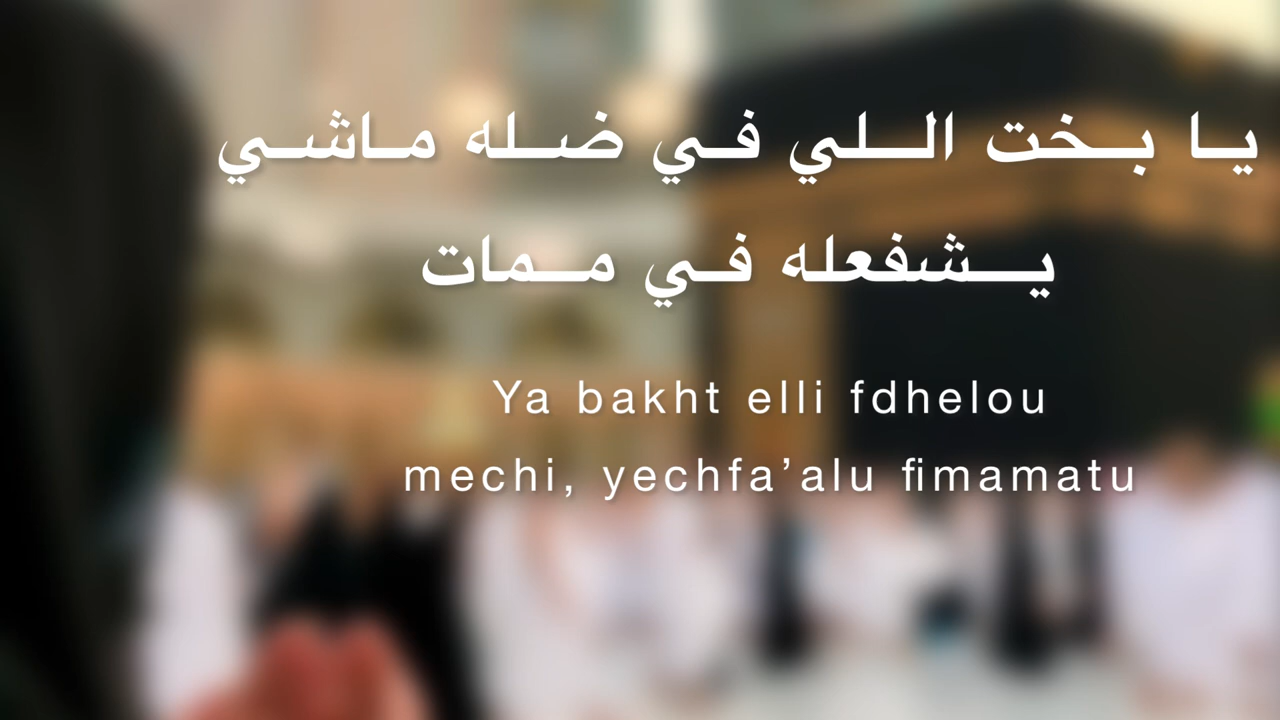 يا بخت اللي في ضله ماشي
يشفعله في ممات
Ya bakht elli fdhelou
mechi, yechfa’alu fimamatu